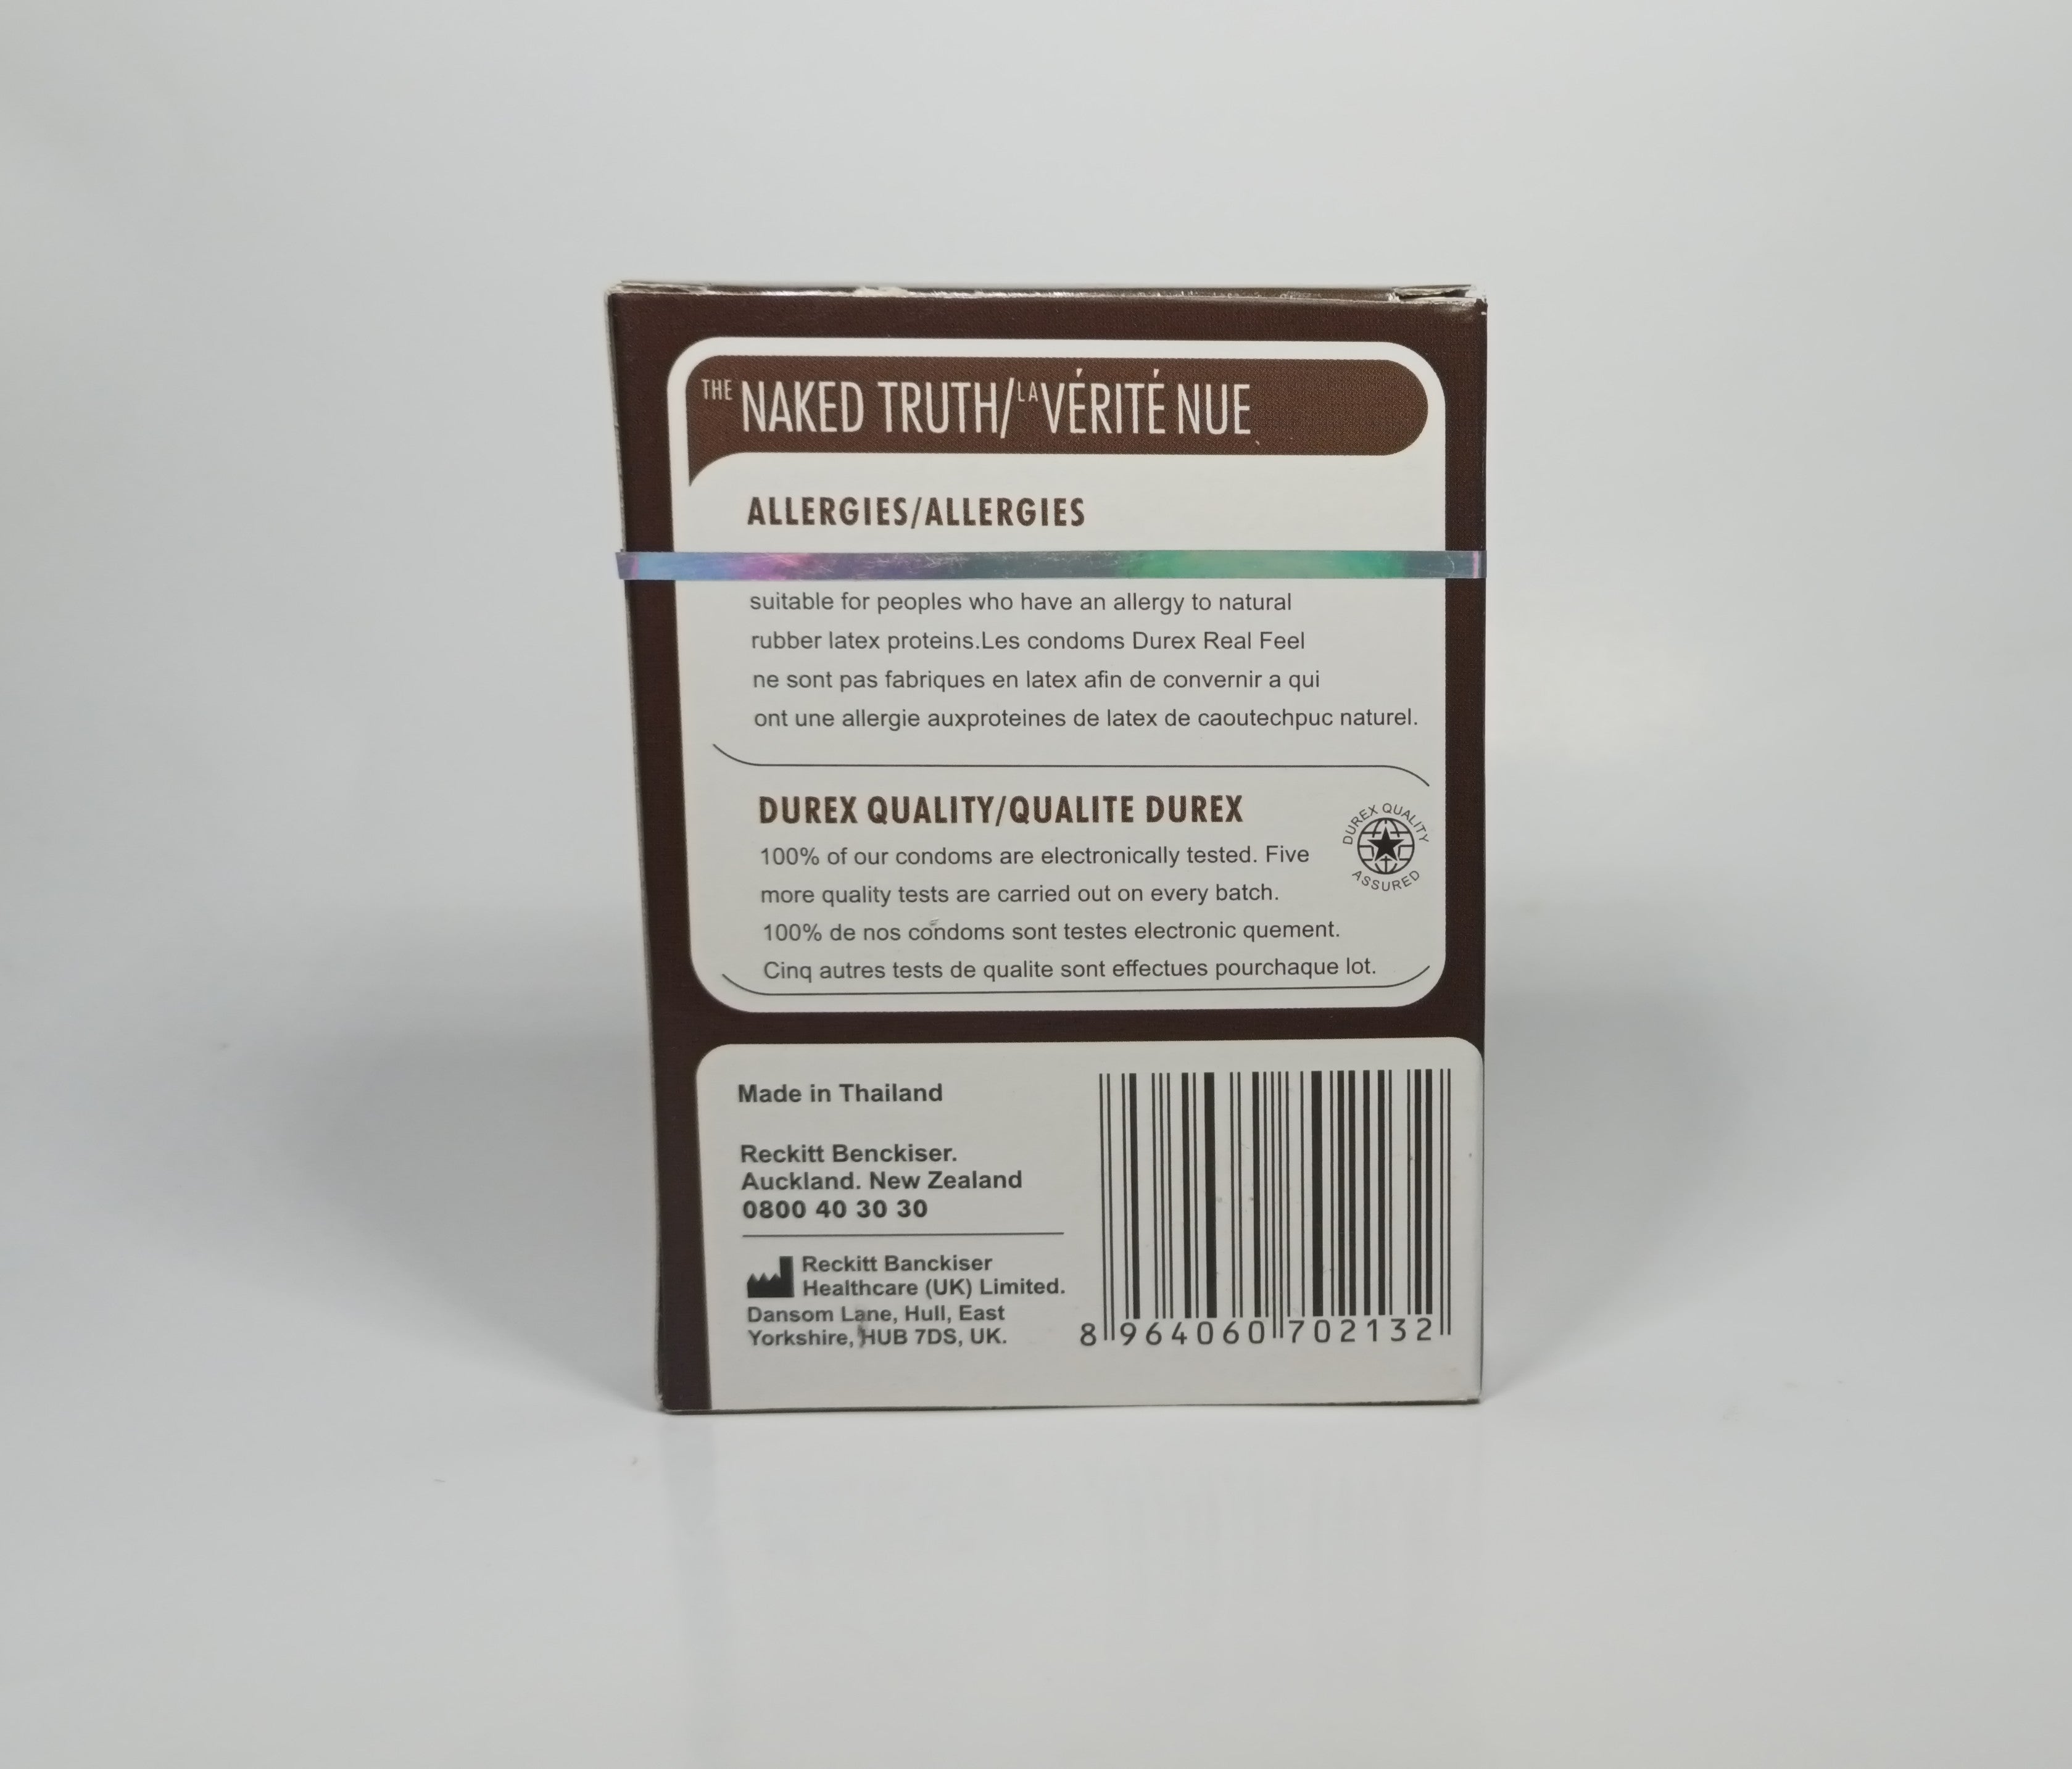 THE NAKED TRUTH/LA VÉRITÉ NUE
ALLERGIES/ALLERGIES
suitable for peoples who have an allergy to natural
rubber latex proteins.Les condoms Durex Real Feel
ne sont pas fabriques en latex afin de convernir a qui
ont une allergie auxproteines de latex de caoutechpuc naturel.
DUREX QUALITY/QUALITE DUREX
100% of our condoms are electronically tested. Five
more quality tests are carried out on every batch.
100% de nos condoms sont testes electronic quement.
Cinq autres tests de qualite sont effectues pourchaque lot.
DUREX QUALITY
ASSURED
Made in Thailand
Reckitt Benckiser.
Auckland. New Zealand
0800 40 30 30
Reckitt Banckiser
Healthcare (UK) Limited.
Dansom Lane, Hull, East
Yorkshire, HUB 7DS, UK.
8 964060 702132